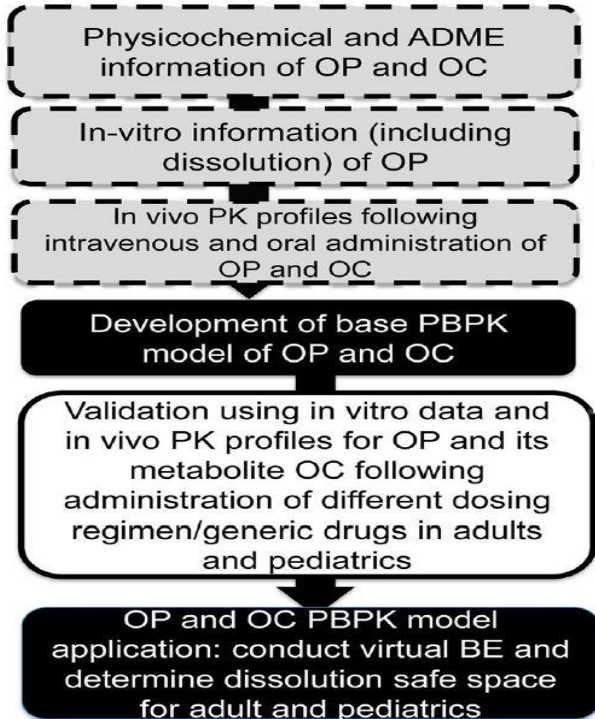 Physicochemical and ADME
information of OP and OC
In-vitro information (including
dissolution) of OP
In vivo PK profiles following
intravenous and oral administration of
OP and OC
Development of base PBPK
model of OP and OC
Validation using in vitro data and
in vivo PK profiles for OP and its
metabolite OC following
administration of different dosing
regimen/generic drugs in adults
and pediatrics
OP and OC PBPK model
application: conduct virtual BE and
determine dissolution safe space
for adult and pediatrics